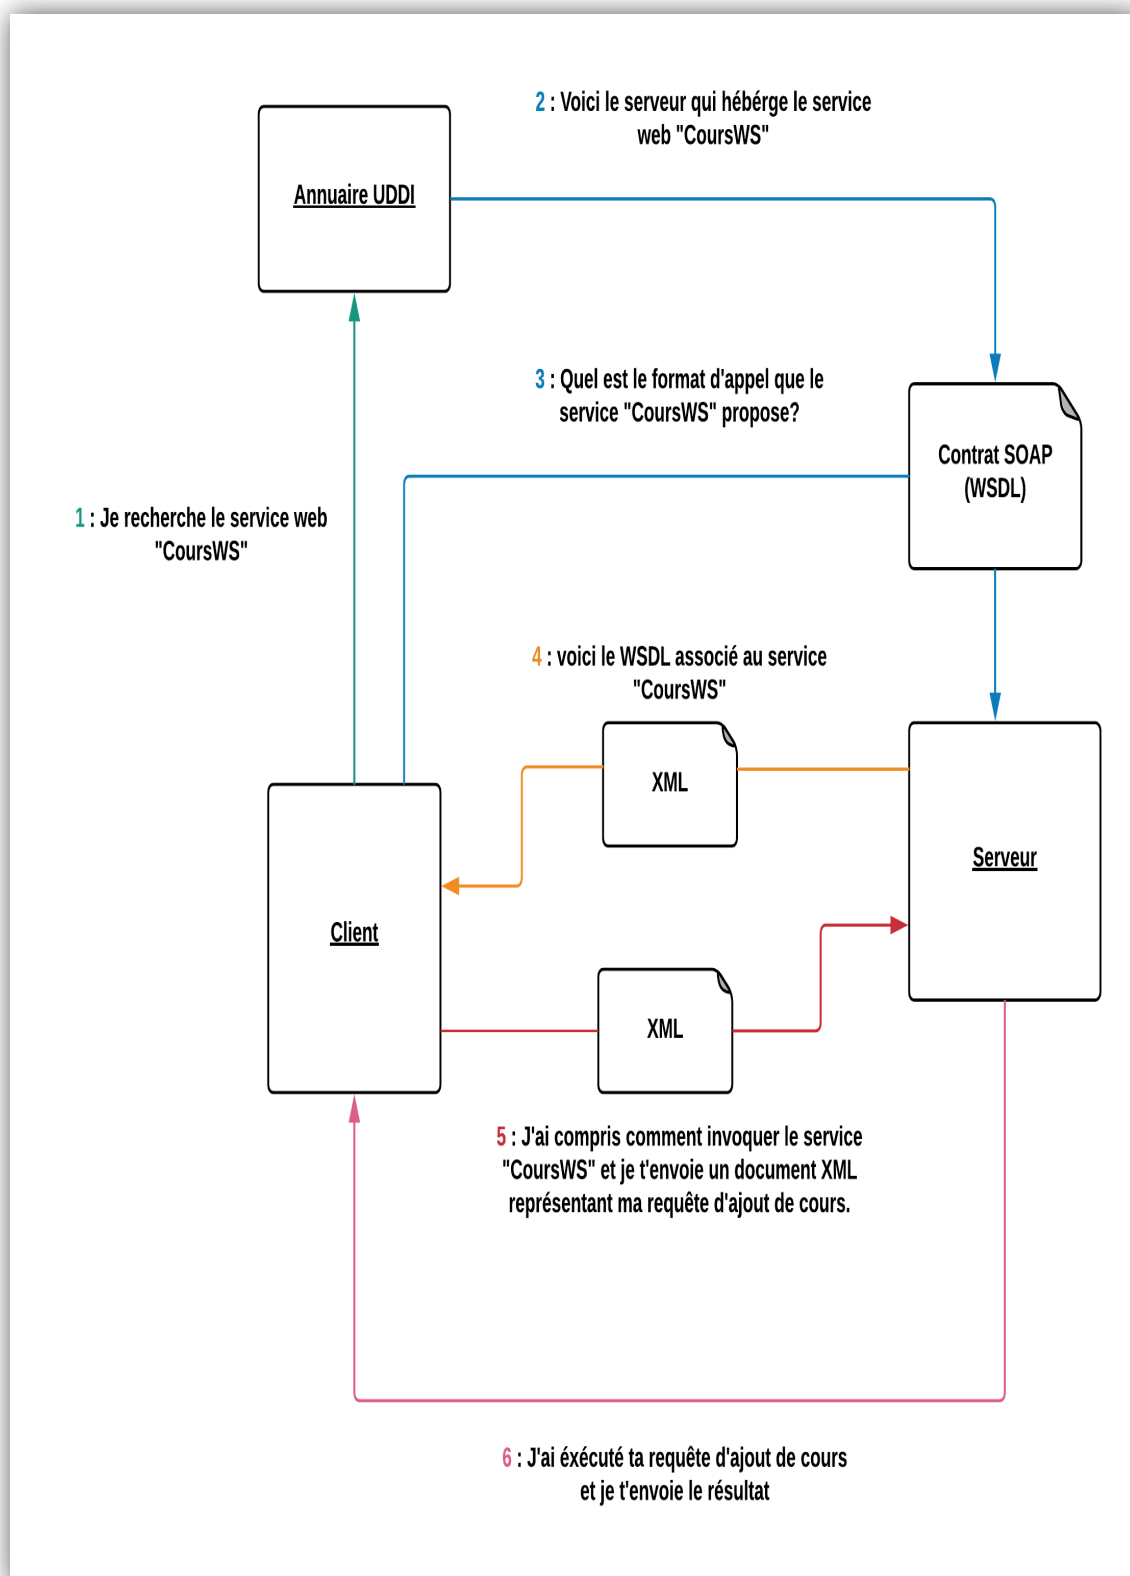 2 : Voici le serveur qui hébérge le service
web "CoursWS"
Annuaire UDDI
3 : Quel est le format d'appel que le
service "CoursWS" propose?
Contrat SOAP
(WSDL)
1 : Je recherche le service web
"CoursWS"
4 : voici le WSDL associé au service
"CoursWS"
XML
Serveur
Client
XML
5 : J'ai compris comment invoquer le service
"CoursWS" et je t'envoie un document XML
représentant ma requête d'ajout de cours.
6 : J'ai éxécuté ta requête d'ajout de cours
et je t'envoie le résultat